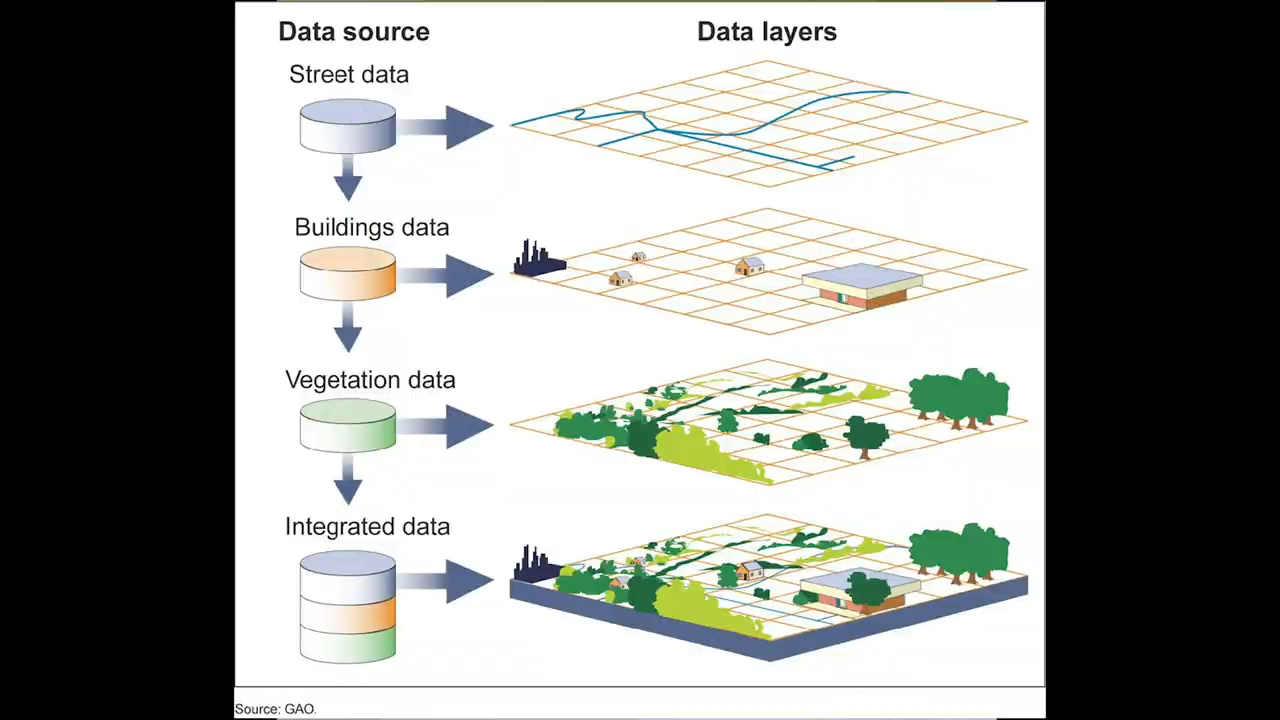 Data source
Data layers
Street data
Buildings data
Vegetation data
Integrated data
Source: GAO.